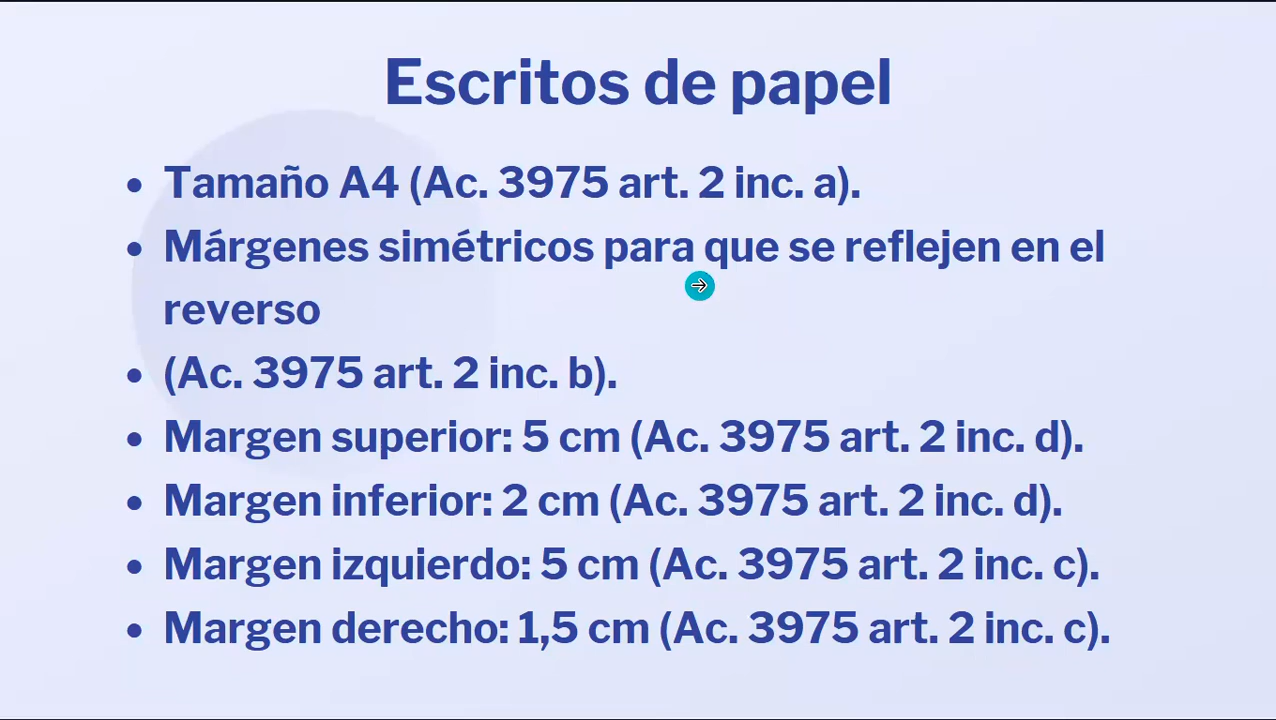 Escritos de papel
• Tamaño A4 (Ac. 3975 art. 2 inc. a).
• Márgenes simétricos para que se reflejen en el
reverso
• (Ac. 3975 art. 2 inc. b).
• Margen superior: 5 cm (Ac. 3975 art. 2 inc. d).
• Margen inferior: 2 cm (Ac. 3975 art. 2 inc. d).
• Margen izquierdo: 5 cm (Ac. 3975 art. 2 inc. c).
• Margen derecho: 1,5 cm (Ac. 3975 art. 2 inc. c).